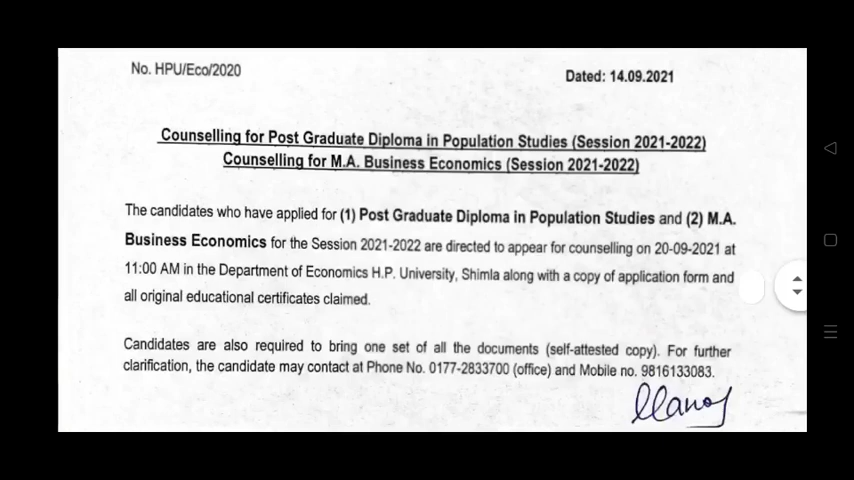 No. HPU/Eco/2020
Dated: 14.09.2021
Counselling for Post Graduate Diploma in Population Studies (Session 2021-2022)
Counselling for M.A. Business Economics (Session 2021-2022)
The candidates who have applied for (1) Post Graduate Diploma in Population Studies and (2) M.A.
Business Economics for the Session 2021-2022 are directed to appear for counselling on 20-09-2021 at
11:00 AM in the Department of Economics H.P. University, Shimla along with a copy of application form and
all original educational certificates claimed.
Candidates are also required to bring one set of all the documents (self-attested copy). For further
clarification, the candidate may contact at Phone No. 0177-2833700 (office) and Mobile no. 9816133083.